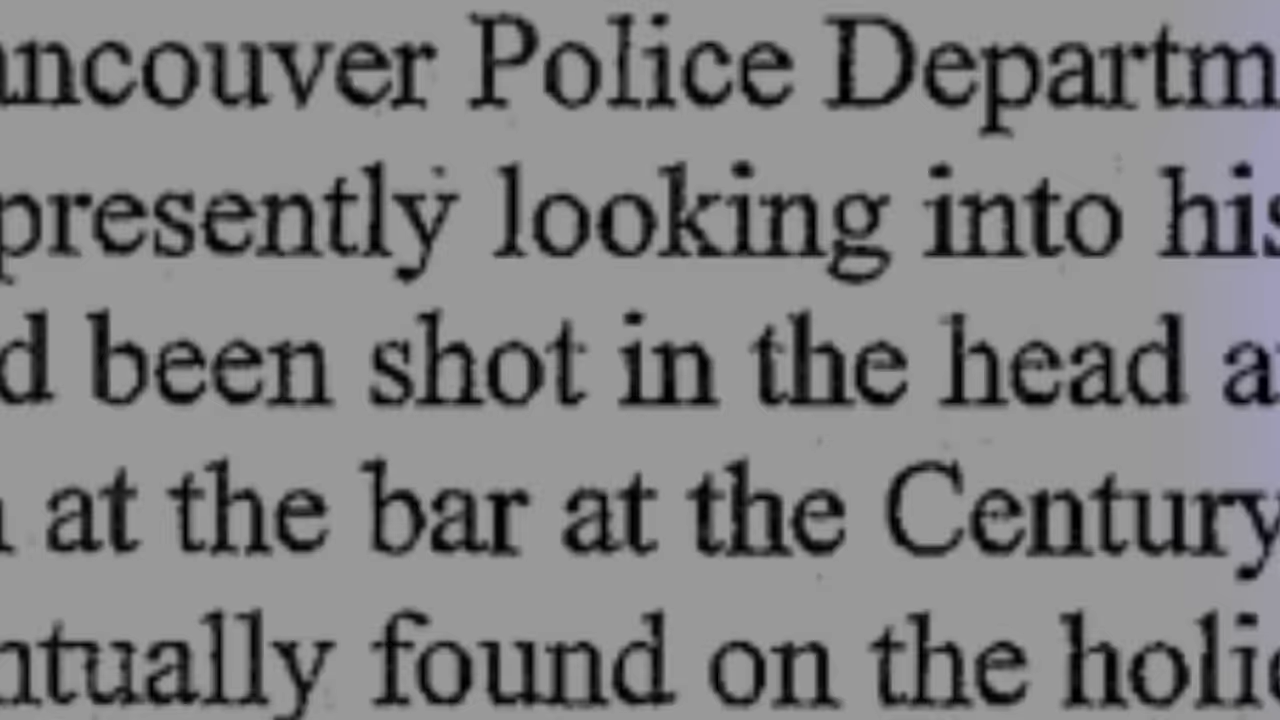 ancouver Police Departm
presently looking into his
d been shot in the head a
at the bar at the Century
ntually found on the holi